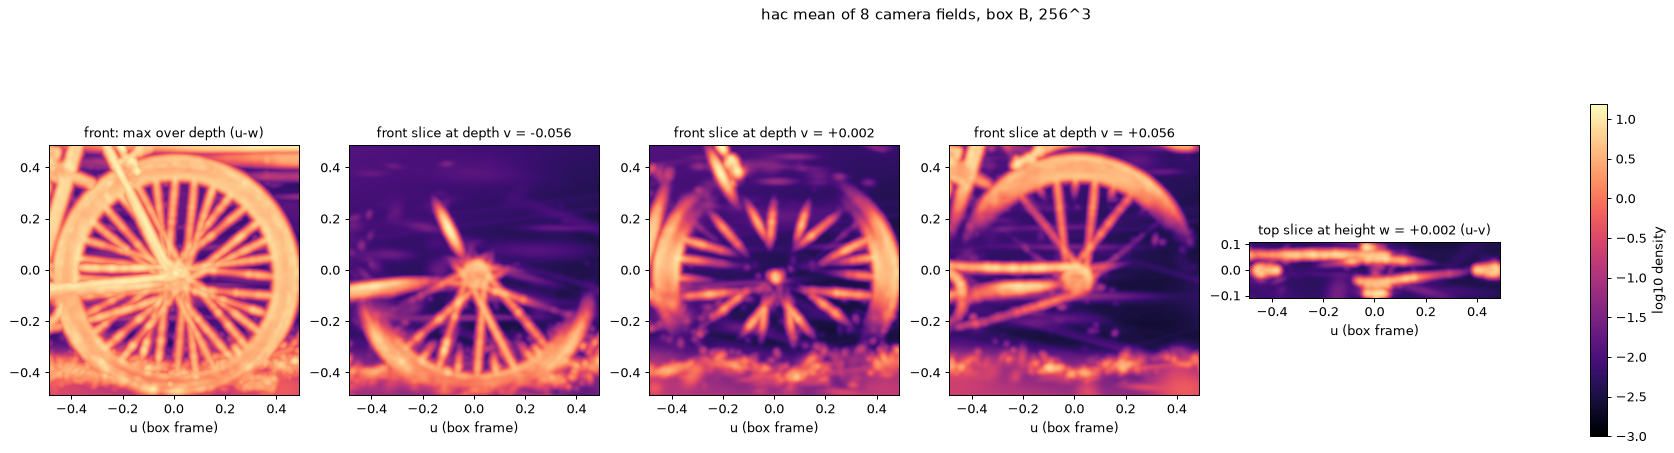 hac mean of 8 camera fields, box B, 256^3
front: max over depth (u-w)
0.4
0.2
0.0
−0.2
−0.4
−0.4 −0.2 0.0 0.2 0.4
u (box frame)
front slice at depth v = -0.056
0.4
0.2
0.0
−0.2
−0.4
−0.4 −0.2 0.0 0.2 0.4
u (box frame)
front slice at depth v = +0.002
0.4
0.2
0.0
−0.2
−0.4
−0.4 −0.2 0.0 0.2 0.4
u (box frame)
front slice at depth v = +0.056
0.4
0.2
0.0
−0.2
−0.4
−0.4 −0.2 0.0 0.2 0.4
u (box frame)
top slice at height w = +0.002 (u-v)
0.1
0.0
−0.1
−0.4 −0.2 0.0 0.2 0.4
u (box frame)
1.0
0.5
0.0
−0.5
−1.0
−1.5
−2.0
−2.5
−3.0
log10 density